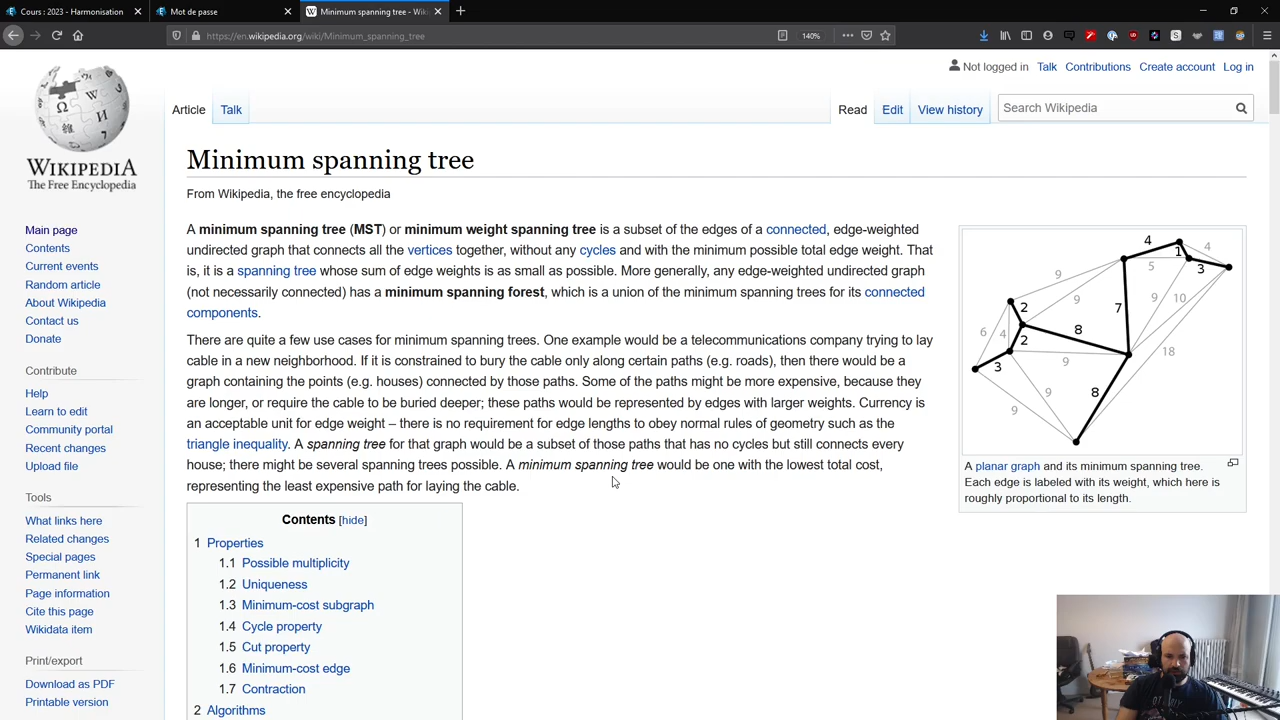 Cours : 2023 - Harmonisation
Mot de passe
Minimum spanning tree - Wiki
https://en.wikipedia.org/wiki/Minimum_spanning_tree
140%
Not logged in Talk Contributions Create account Log in
Article Talk
Read Edit View history
Search Wikipedia
WIKIPEDIA
The Free Encyclopedia
Main page
Contents
Current events
Random article
About Wikipedia
Contact us
Donate
Contribute
Help
Learn to edit
Community portal
Recent changes
Upload file
Tools
What links here
Related changes
Special pages
Permanent link
Page information
Cite this page
Wikidata item
Print/export
Download as PDF
Printable version
Minimum spanning tree
From Wikipedia, the free encyclopedia
A minimum spanning tree (MST) or minimum weight spanning tree is a subset of the edges of a connected, edge-weighted
undirected graph that connects all the vertices together, without any cycles and with the minimum possible total edge weight. That
is, it is a spanning tree whose sum of edge weights is as small as possible. More generally, any edge-weighted undirected graph
(not necessarily connected) has a minimum spanning forest, which is a union of the minimum spanning trees for its connected
components.
There are quite a few use cases for minimum spanning trees. One example would be a telecommunications company trying to lay
cable in a new neighborhood. If it is constrained to bury the cable only along certain paths (e.g. roads), then there would be a
graph containing the points (e.g. houses) connected by those paths. Some of the paths might be more expensive, because they
are longer, or require the cable to be buried deeper; these paths would be represented by edges with larger weights. Currency is
an acceptable unit for edge weight – there is no requirement for edge lengths to obey normal rules of geometry such as the
triangle inequality. A spanning tree for that graph would be a subset of those paths that has no cycles but still connects every
house; there might be several spanning trees possible. A minimum spanning tree would be one with the lowest total cost,
representing the least expensive path for laying the cable.
Contents [hide]
1 Properties
1.1 Possible multiplicity
1.2 Uniqueness
1.3 Minimum-cost subgraph
1.4 Cycle property
1.5 Cut property
1.6 Minimum-cost edge
1.7 Contraction
2 Algorithms
4
1
4
5
3
9
9
9
10
2
7
8
6
4
2
18
9
3
8
9
9
A planar graph and its minimum spanning tree.
Each edge is labeled with its weight, which here is
roughly proportional to its length.